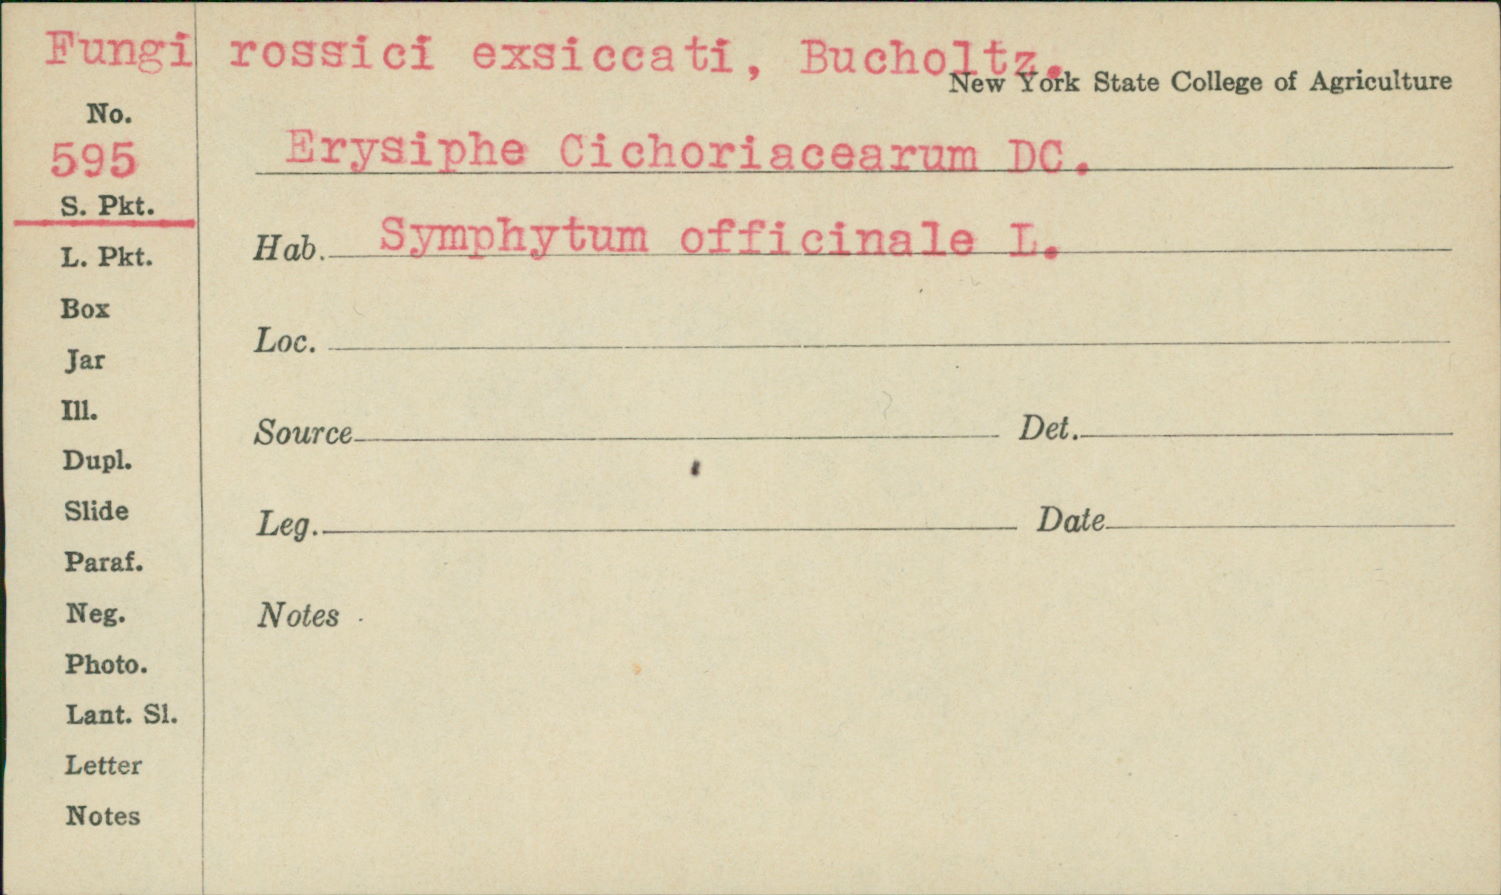 Fungi rossici exsiccati, Bucholtz.
New York State College of Agriculture
No.
595
S. Pkt.
L. Pkt.
Box
Jar
Ill.
Dupl.
Slide
Paraf.
Neg.
Photo.
Lant. Sl.
Letter
Notes
Erysiphe Cichoriacearum DC.
Hab. Symphytum officinale L.
Loc.
Source Det.
Leg. Date
Notes